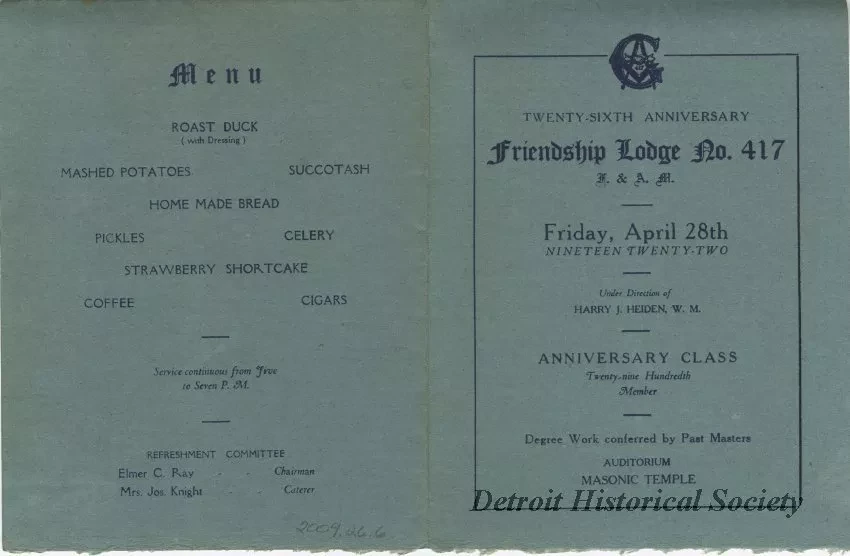 Menu
ROAST DUCK
( with Dressing )
MASHED POTATOES SUCCOTASH
HOME MADE BREAD
PICKLES CELERY
STRAWBERRY SHORTCAKE
COFFEE CIGARS
Service continuous from Five
to Seven P. M.
REFRESHMENT COMMITTEE
Elmer C. Ray - - Chairman
Mrs. Jos. Knight - - Caterer
2009.26.6
G
TWENTY-SIXTH ANNIVERSARY
Friendship Lodge No. 417
F. & A. M.
Friday, April 28th
NINETEEN TWENTY-TWO
Under Direction of
HARRY J. HEIDEN, W. M.
ANNIVERSARY CLASS
Twenty-nine Hundredth
Member
Degree Work conferred by Past Masters
AUDITORIUM
MASONIC TEMPLE
Detroit Historical Society